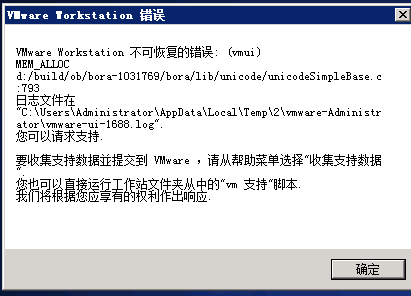 VMware Workstation 错误
VMware Workstation 不可恢复的错误: (vmui)
MEM_ALLOC
d:/build/ob/bora-1031769/bora/lib/unicode/unicodeSimpleBase.c
:793
日志文件在
"C:\Users\Administrator\AppData\Local\Temp\2\vmware-Administr
ator\vmware-ui-1688.log".
您可以请求支持.
要收集支持数据并提交到 VMware ，请从帮助菜单选择"收集支持数据
"
您也可以直接运行工作站文件夹从中的"vm 支持"脚本.
我们将根据您应享有的权利作出响应.
确定